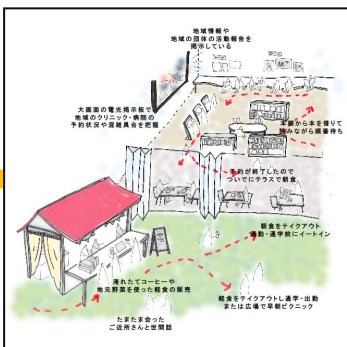 地域情報や
地域の団体の活動報告を
掲示している
大画面の電光掲示板で
地域のクリニック・病院の
予約状況や混雑具合を把握
本棚から本を借りて
読みながら順番待ち
予約が終了したので
ついでにテラスで朝食
朝食をテイクアウト
通勤・通学前にイートイン
淹れたてコーヒーや
地元野菜を使った軽食の販売
軽食をテイクアウトし通学・出勤
または広場で早朝ピクニック
たまたま会った
ご近所さんと世間話